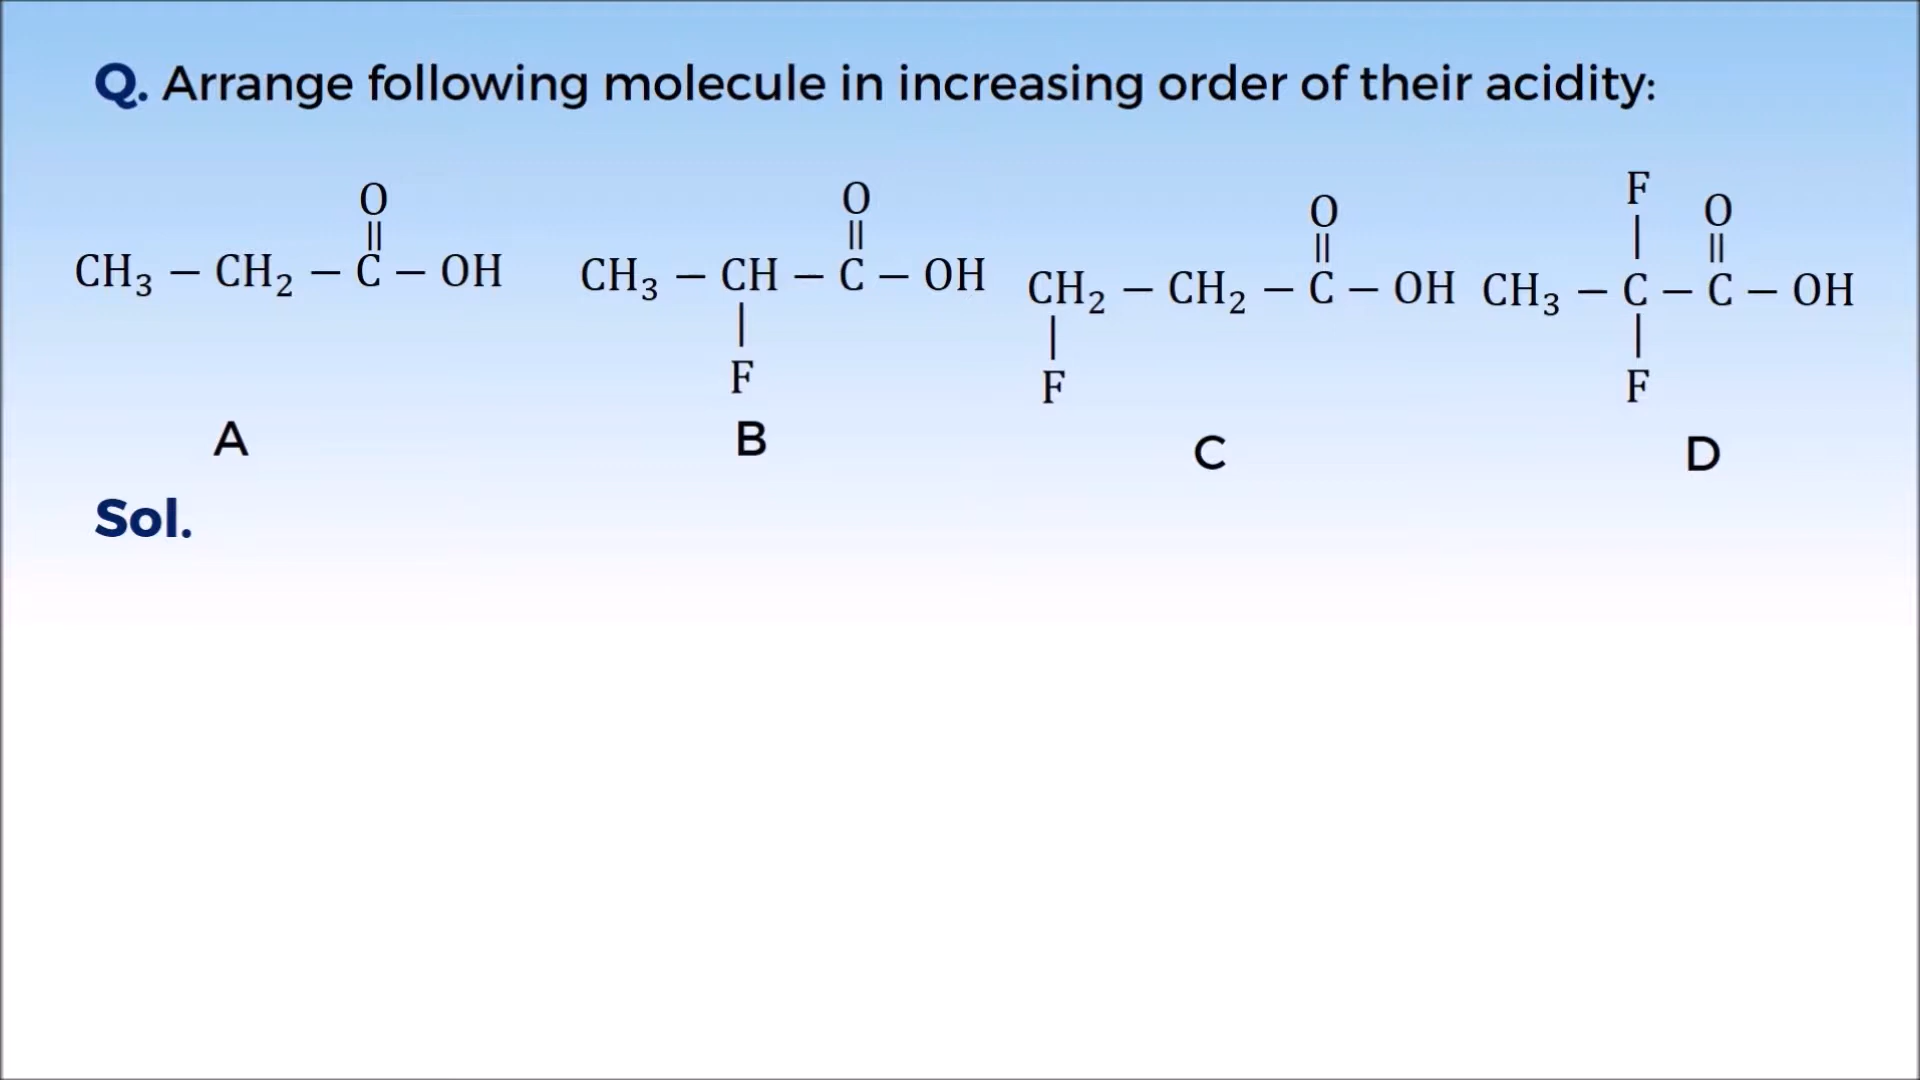 Q. Arrange following molecule in increasing order of their acidity:
O O O F O
|| || || | ||
CH₃ – CH₂ – C – OH CH₃ – CH – C – OH CH₂ – CH₂ – C – OH CH₃ – C – C – OH
| | |
F F F
A B C D
Sol.